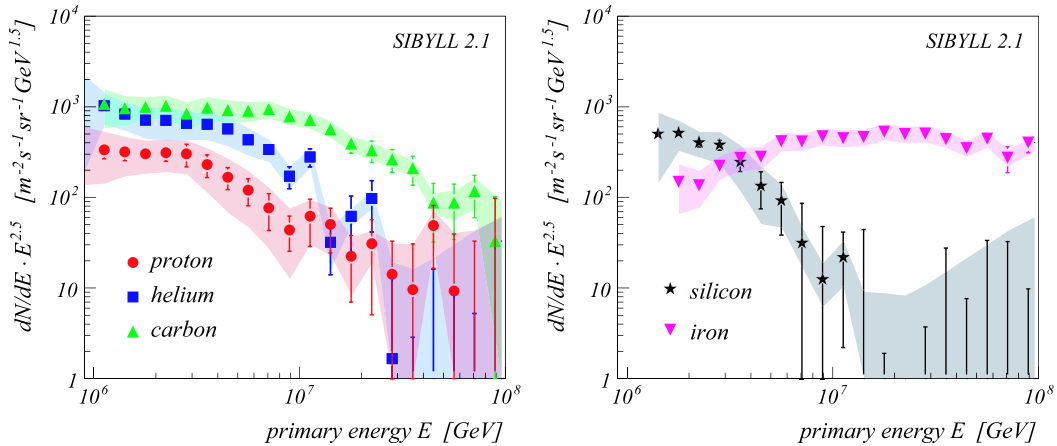 dN/dE · E^2.5 [m^-2 s^-1 sr^-1 GeV^1.5]
10^4
10^3
10^2
10
1
SIBYLL 2.1
proton
helium
carbon
10^6
10^7
10^8
primary energy E [GeV]
dN/dE · E^2.5 [m^-2 s^-1 sr^-1 GeV^1.5]
10^4
10^3
10^2
10
1
SIBYLL 2.1
silicon
iron
10^6
10^7
10^8
primary energy E [GeV]